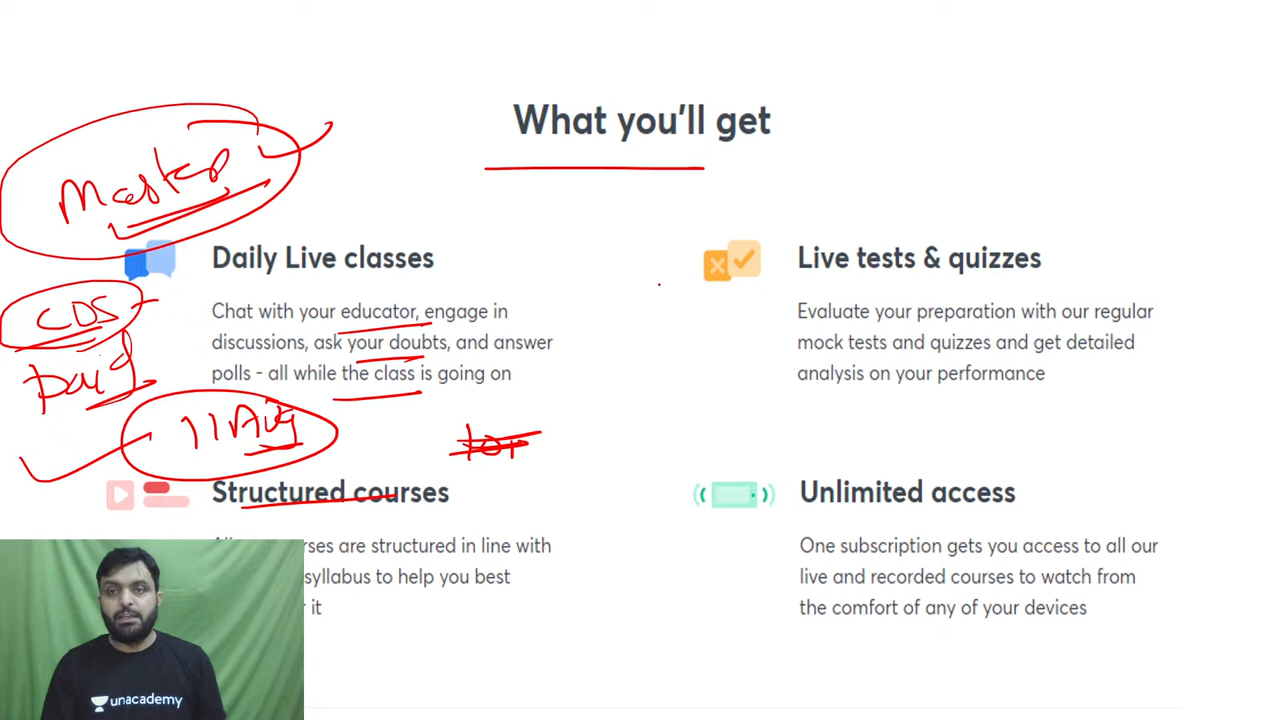 What you'll get
Master
Daily Live classes
Chat with your educator, engage in
discussions, ask your doubts, and answer
polls - all while the class is going on
Live tests & quizzes
Evaluate your preparation with our regular
mock tests and quizzes and get detailed
analysis on your performance
CDS
Paid
11 Aug
Structured courses
courses are structured in line with
syllabus to help you best
it
Unlimited access
One subscription gets you access to all our
live and recorded courses to watch from
the comfort of any of your devices
unacademy